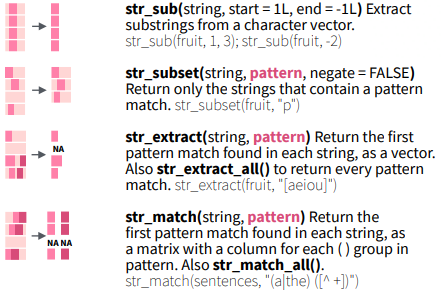 str_sub(string, start = 1L, end = -1L) Extract
substrings from a character vector.
str_sub(fruit, 1, 3); str_sub(fruit, -2)
str_subset(string, pattern, negate = FALSE)
Return only the strings that contain a pattern
match. str_subset(fruit, "p")
NA
str_extract(string, pattern) Return the first
pattern match found in each string, as a vector.
Also str_extract_all() to return every pattern
match. str_extract(fruit, "[aeiou]")
NA NA
str_match(string, pattern) Return the
first pattern match found in each string, as
a matrix with a column for each ( ) group in
pattern. Also str_match_all().
str_match(sentences, "(a|the) ([^ +])")